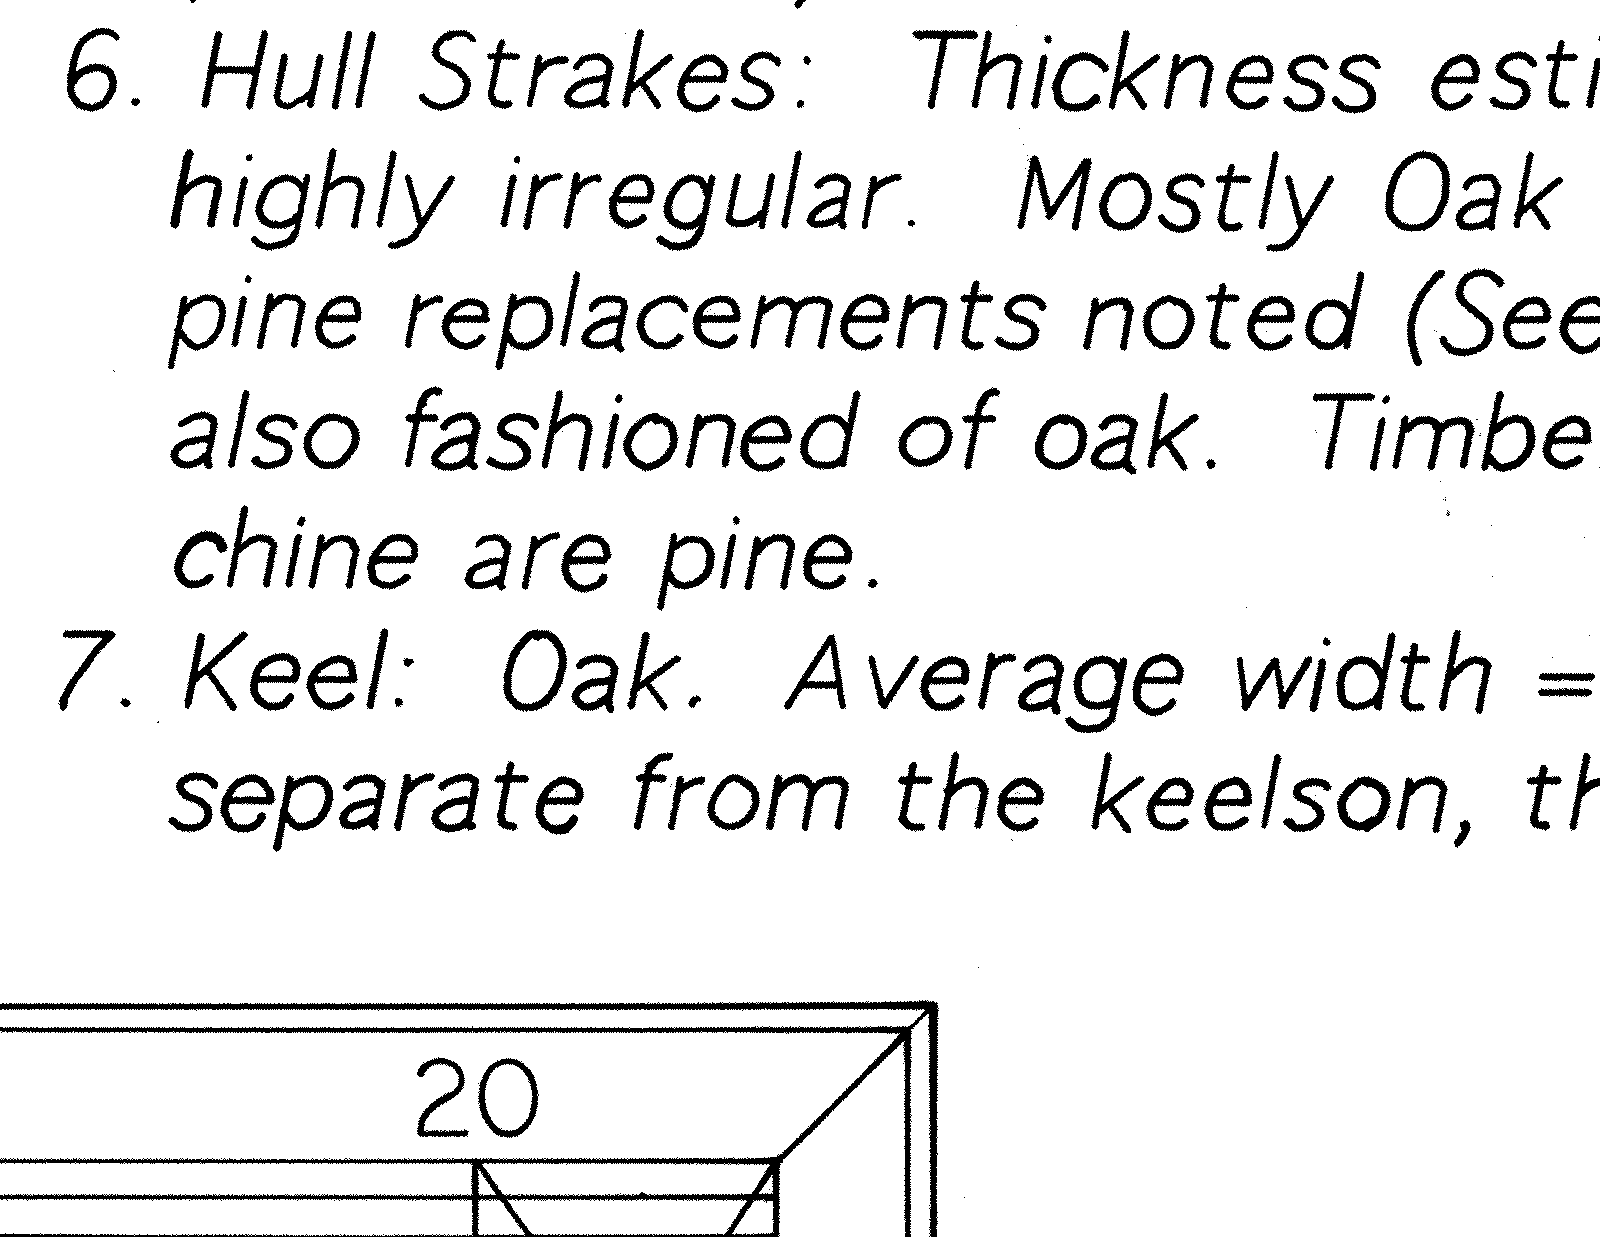 6. Hull Strakes: Thickness esti
highly irregular. Mostly Oak
pine replacements noted (See
also fashioned of oak. Timbe
chine are pine.
7. Keel: Oak. Average width =
separate from the keelson, th
20